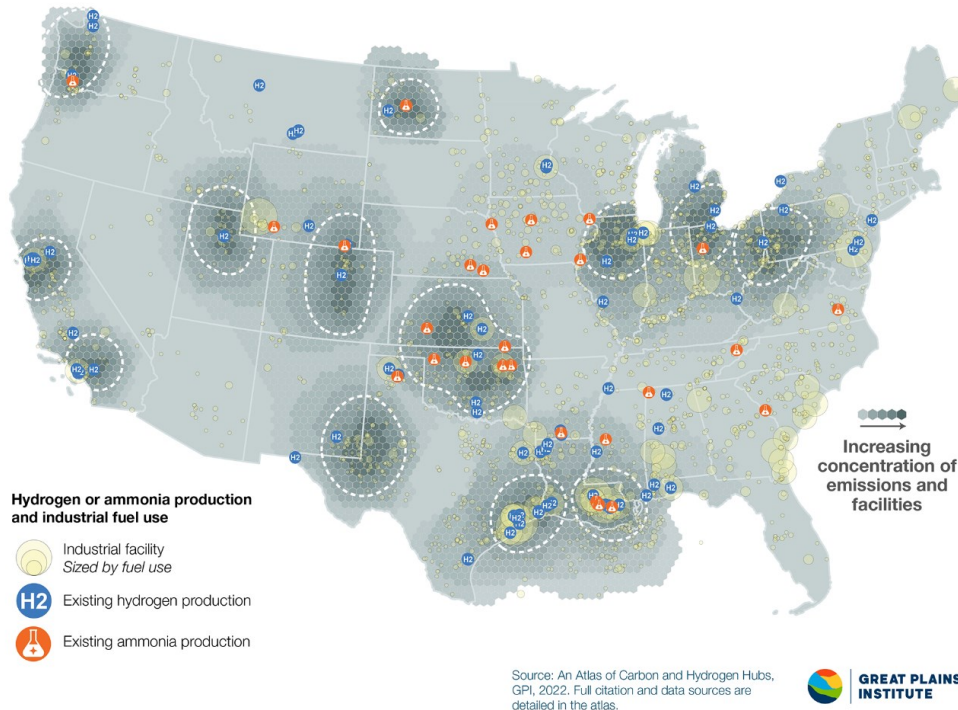 Increasing
concentration of
emissions and
facilities
Hydrogen or ammonia production
and industrial fuel use
Industrial facility
Sized by fuel use
H2
Existing hydrogen production
Existing ammonia production
Source: An Atlas of Carbon and Hydrogen Hubs,
GPI, 2022. Full citation and data sources are
detailed in the atlas.
GREAT PLAINS
INSTITUTE